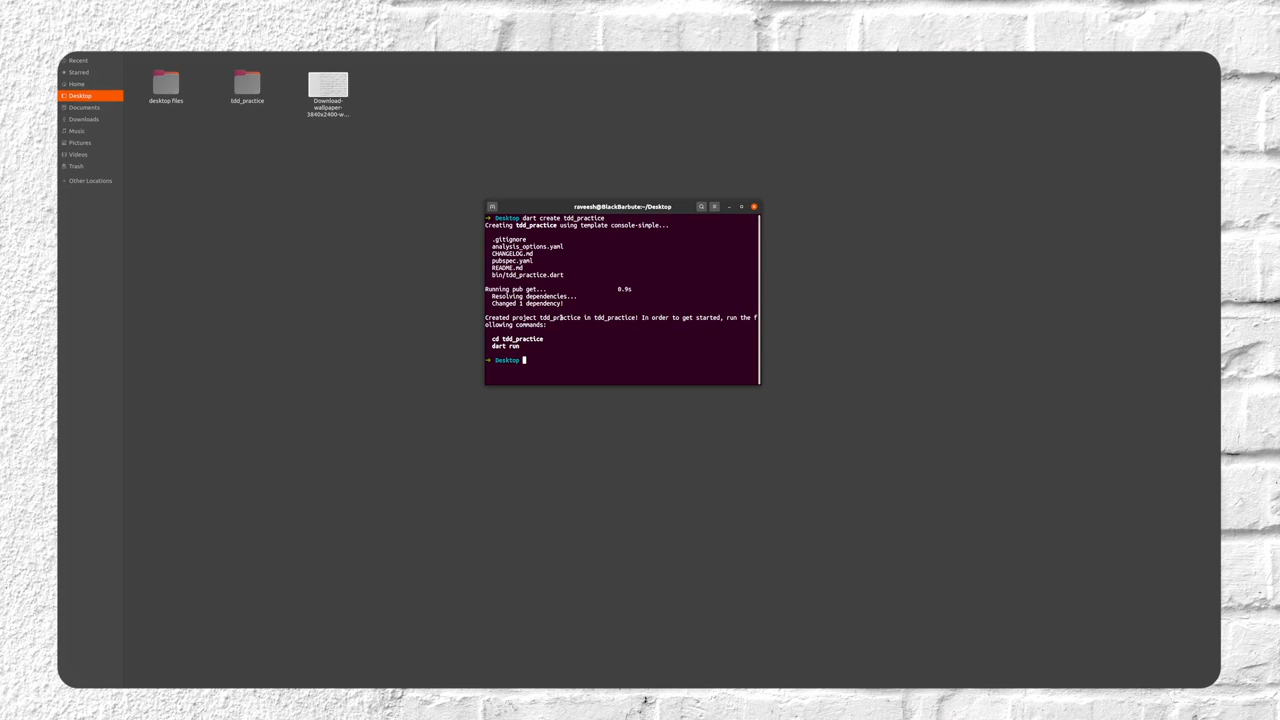 Recent
Starred
Home
Desktop
Documents
Downloads
Music
Pictures
Videos
Trash
Other Locations
desktop files
tdd_practice
Download-
wallpaper-
3840x2400-w...
raveesh@BlackBarbute:~/Desktop
→ Desktop dart create tdd_practice
Creating tdd_practice using template console-simple...
.gitignore
analysis_options.yaml
CHANGELOG.md
pubspec.yaml
README.md
bin/tdd_practice.dart
Running pub get... 0.9s
Resolving dependencies...
Changed 1 dependency!
Created project tdd_practice in tdd_practice! In order to get started, run the f
ollowing commands:
cd tdd_practice
dart run
→ Desktop